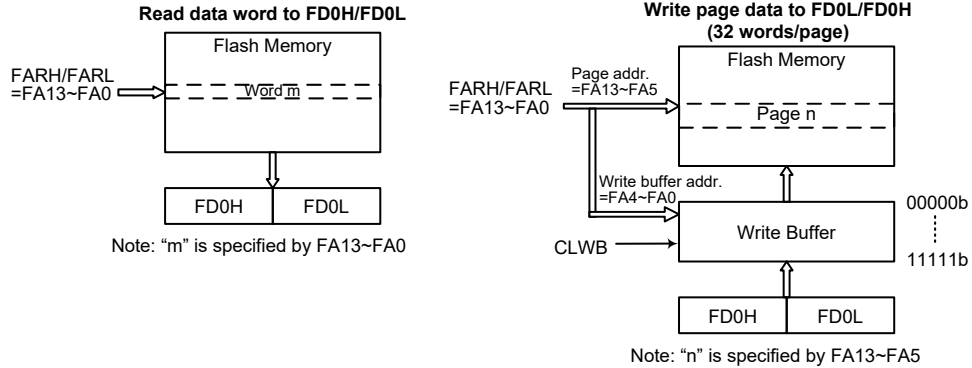 Read data word to FD0H/FD0L
Flash Memory
FARH/FARL
=FA13~FA0
Word m
FD0H
FD0L
Note: “m” is specified by FA13~FA0
Write page data to FD0L/FD0H
(32 words/page)
Flash Memory
FARH/FARL
=FA13~FA0
Page addr.
=FA13~FA5
Page n
Write buffer addr.
=FA4~FA0
CLWB
Write Buffer
00000b
11111b
FD0H
FD0L
Note: “n” is specified by FA13~FA5